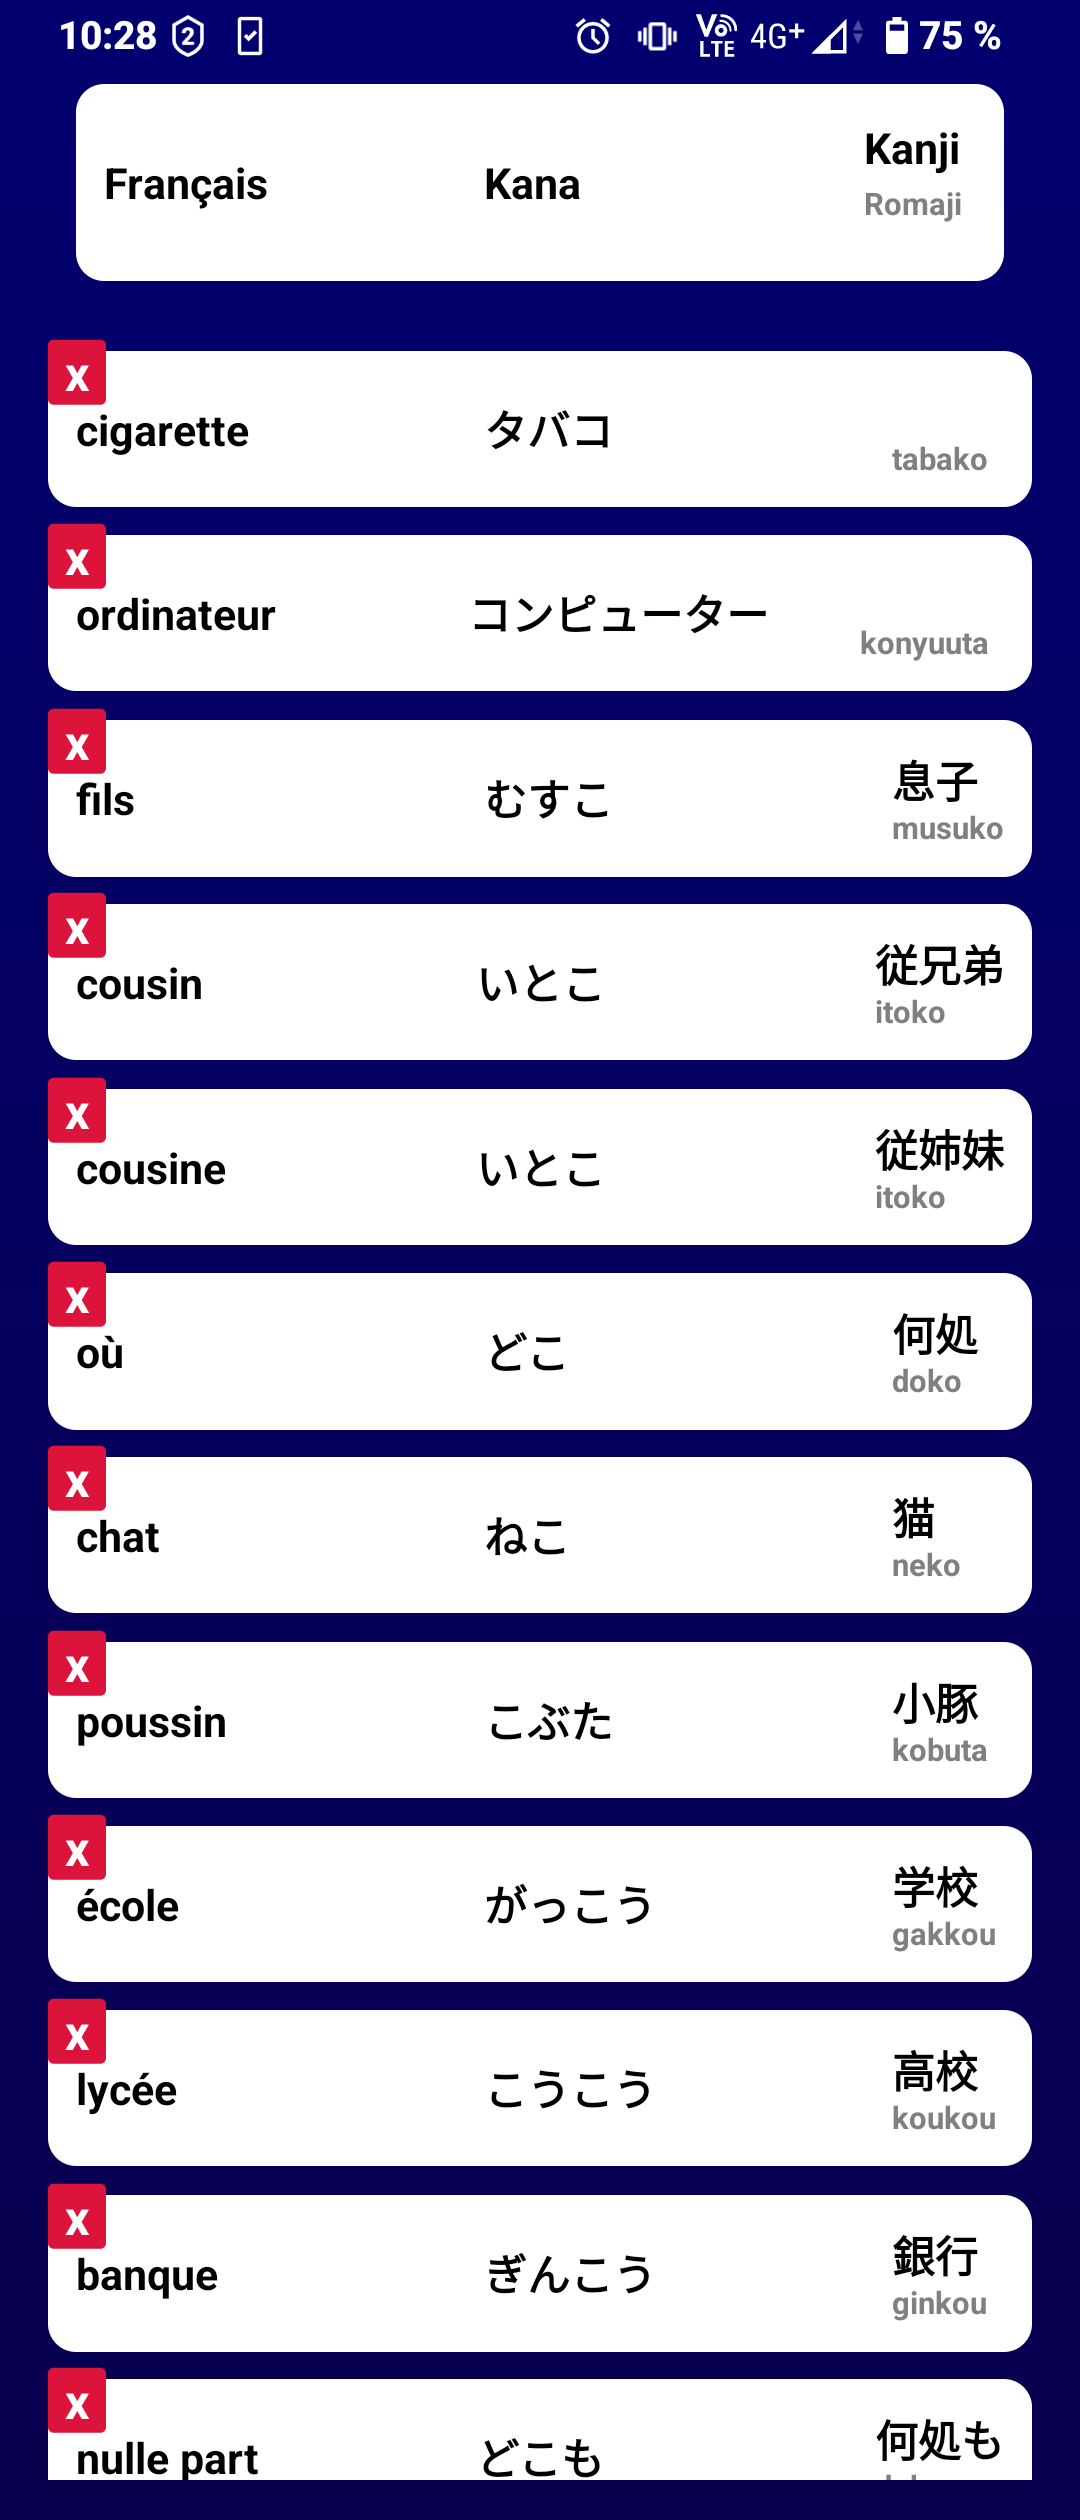 10:28 2 Vo LTE 4G+ 75 %
Français Kana Kanji
Romaji
x
cigarette タバコ
tabako
x
ordinateur コンピューター
konyuuta
x
fils むすこ 息子
musuko
x
cousin いとこ 従兄弟
itoko
x
cousine いとこ 従姉妹
itoko
x
où どこ 何処
doko
x
chat ねこ 猫
neko
x
poussin こぶた 小豚
kobuta
x
école がっこう 学校
gakkou
x
lycée こうこう 高校
koukou
x
banque ぎんこう 銀行
ginkou
x
nulle part どこも 何処も